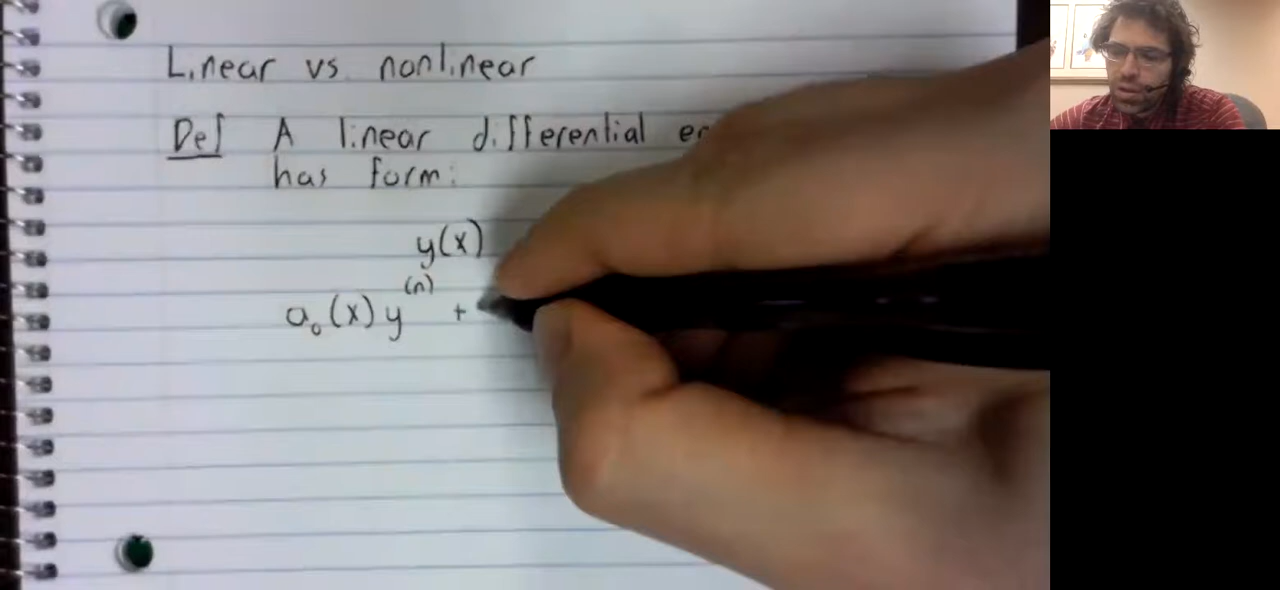 Linear vs. nonlinear
Def A linear differential
has form:
y(x)
a₀(x)y⁽ⁿ⁾ +